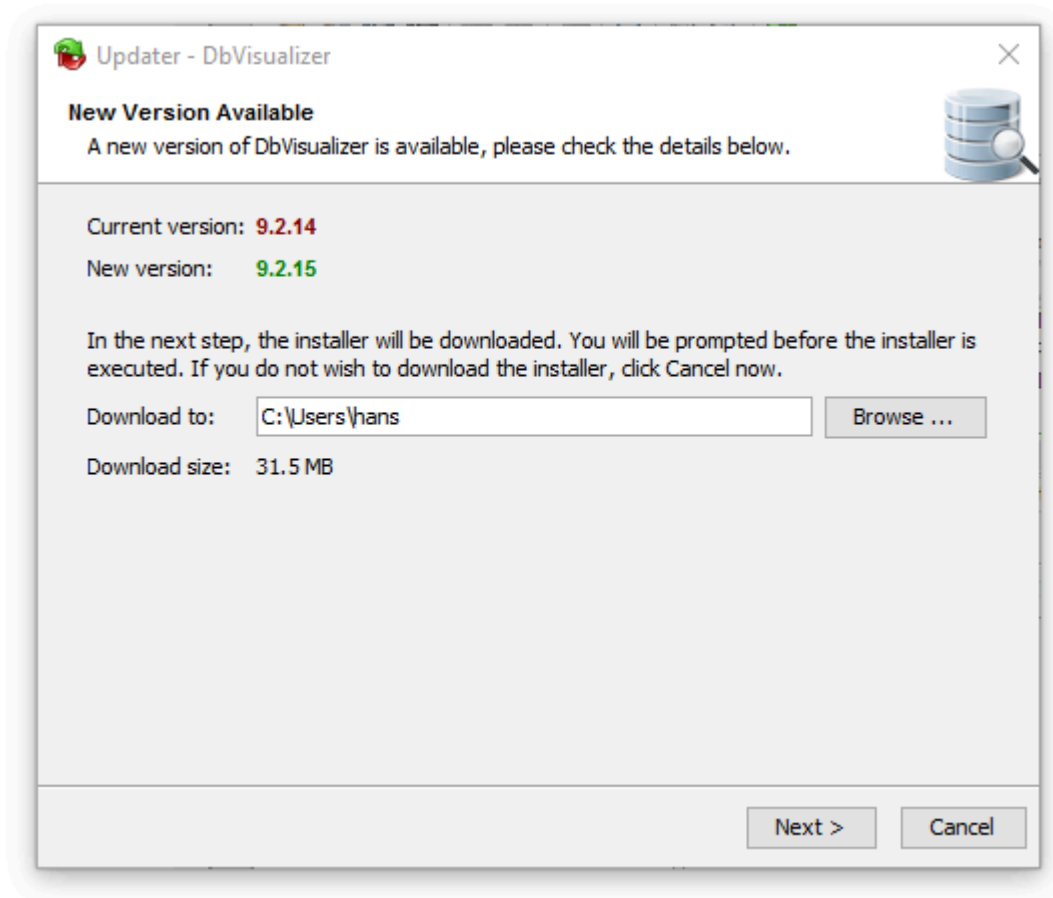 Updater - DbVisualizer
New Version Available
A new version of DbVisualizer is available, please check the details below.
Current version: 9.2.14
New version: 9.2.15
In the next step, the installer will be downloaded. You will be prompted before the installer is
executed. If you do not wish to download the installer, click Cancel now.
Download to: C:\Users\hans Browse ...
Download size: 31.5 MB
Next > Cancel